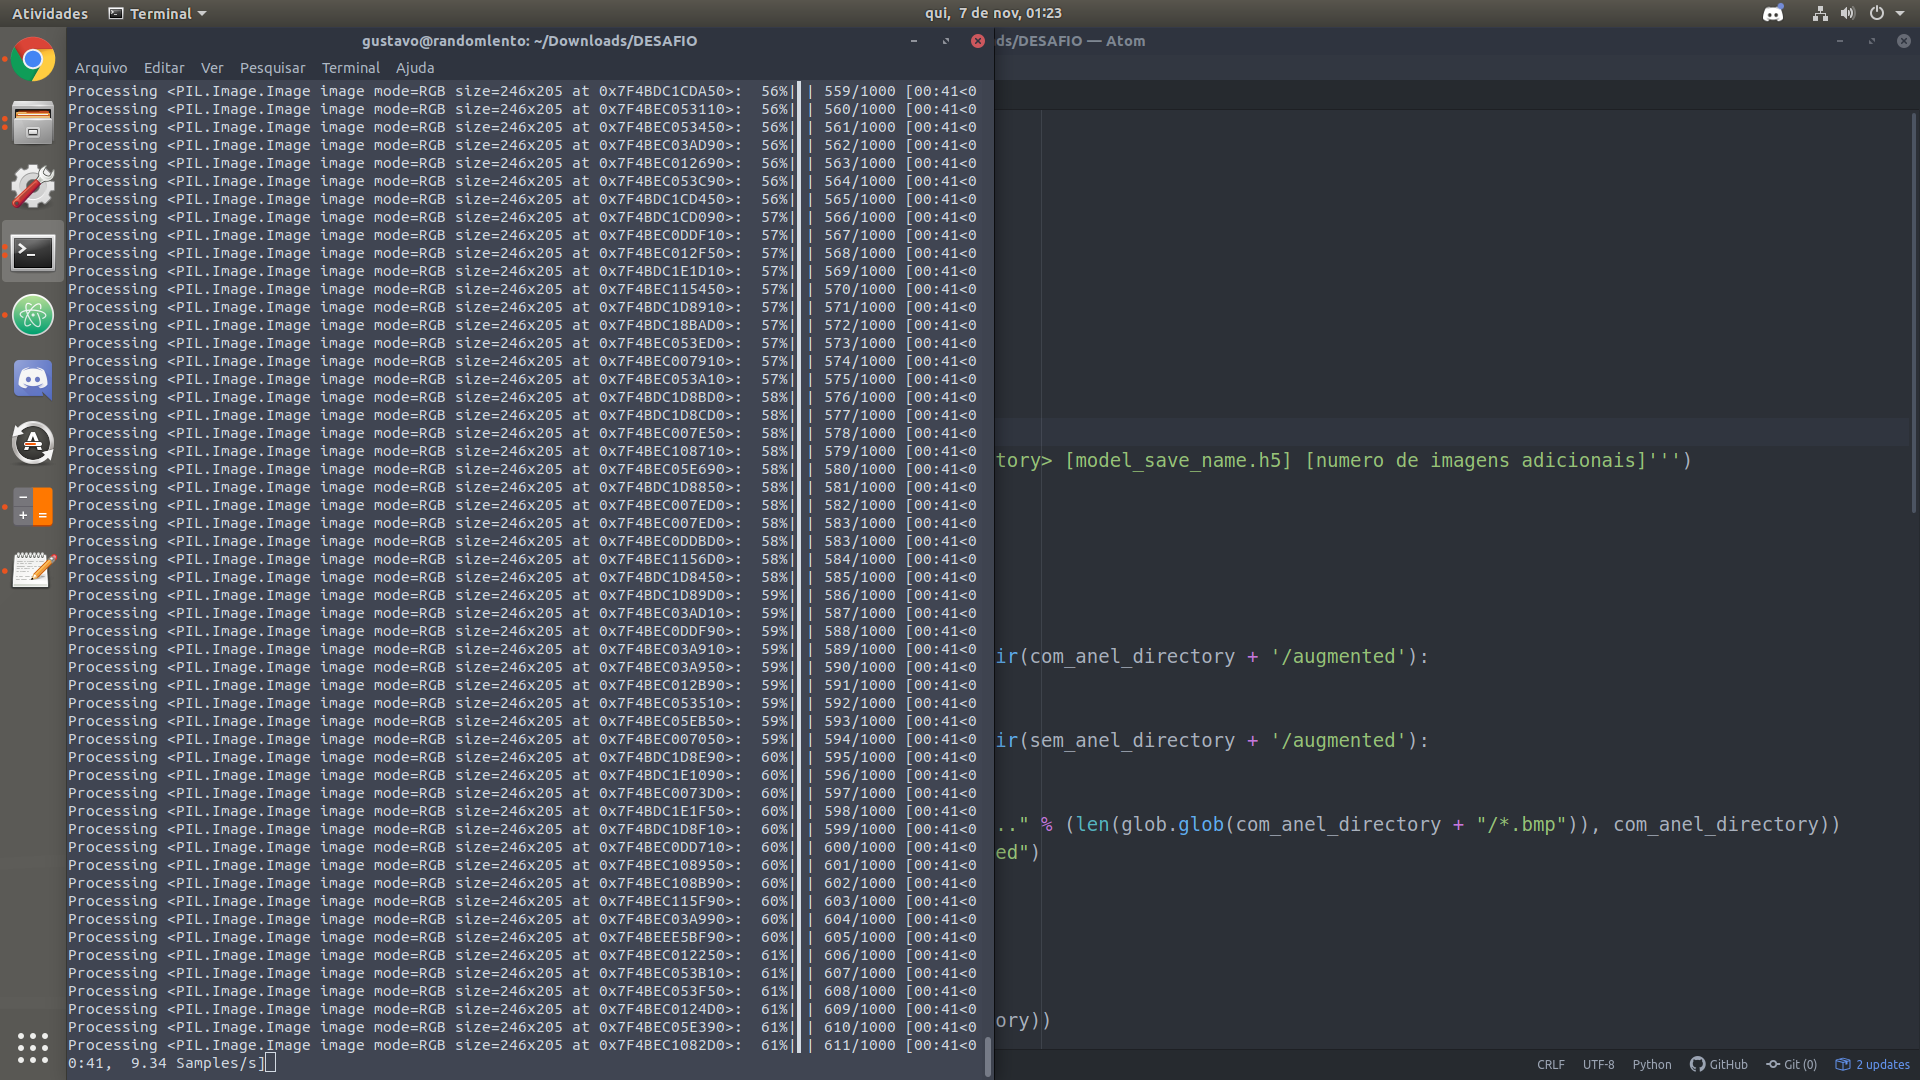 Atividades Terminal qui, 7 de nov, 01:23
gustavo@randomlento: ~/Downloads/DESAFIO
ds/DESAFIO — Atom
Arquivo Editar Ver Pesquisar Terminal Ajuda
Processing <PIL.Image.Image image mode=RGB size=246x205 at 0x7F4BDC1CDA50>:  56%| | 559/1000 [00:41<0
Processing <PIL.Image.Image image mode=RGB size=246x205 at 0x7F4BEC053110>:  56%| | 560/1000 [00:41<0
Processing <PIL.Image.Image image mode=RGB size=246x205 at 0x7F4BEC053450>:  56%| | 561/1000 [00:41<0
Processing <PIL.Image.Image image mode=RGB size=246x205 at 0x7F4BEC03AD90>:  56%| | 562/1000 [00:41<0
Processing <PIL.Image.Image image mode=RGB size=246x205 at 0x7F4BEC012690>:  56%| | 563/1000 [00:41<0
Processing <PIL.Image.Image image mode=RGB size=246x205 at 0x7F4BEC053C90>:  56%| | 564/1000 [00:41<0
Processing <PIL.Image.Image image mode=RGB size=246x205 at 0x7F4BDC1CD450>:  56%| | 565/1000 [00:41<0
Processing <PIL.Image.Image image mode=RGB size=246x205 at 0x7F4BDC1CD090>:  57%| | 566/1000 [00:41<0
Processing <PIL.Image.Image image mode=RGB size=246x205 at 0x7F4BEC0DDF10>:  57%| | 567/1000 [00:41<0
Processing <PIL.Image.Image image mode=RGB size=246x205 at 0x7F4BEC012F50>:  57%| | 568/1000 [00:41<0
Processing <PIL.Image.Image image mode=RGB size=246x205 at 0x7F4BDC1E1D10>:  57%| | 569/1000 [00:41<0
Processing <PIL.Image.Image image mode=RGB size=246x205 at 0x7F4BEC115450>:  57%| | 570/1000 [00:41<0
Processing <PIL.Image.Image image mode=RGB size=246x205 at 0x7F4BDC1D8910>:  57%| | 571/1000 [00:41<0
Processing <PIL.Image.Image image mode=RGB size=246x205 at 0x7F4BDC18BAD0>:  57%| | 572/1000 [00:41<0
Processing <PIL.Image.Image image mode=RGB size=246x205 at 0x7F4BEC053ED0>:  57%| | 573/1000 [00:41<0
Processing <PIL.Image.Image image mode=RGB size=246x205 at 0x7F4BEC007910>:  57%| | 574/1000 [00:41<0
Processing <PIL.Image.Image image mode=RGB size=246x205 at 0x7F4BEC053A10>:  57%| | 575/1000 [00:41<0
Processing <PIL.Image.Image image mode=RGB size=246x205 at 0x7F4BDC1D8BD0>:  58%| | 576/1000 [00:41<0
Processing <PIL.Image.Image image mode=RGB size=246x205 at 0x7F4BDC1D8CD0>:  58%| | 577/1000 [00:41<0
Processing <PIL.Image.Image image mode=RGB size=246x205 at 0x7F4BEC007E50>:  58%| | 578/1000 [00:41<0
Processing <PIL.Image.Image image mode=RGB size=246x205 at 0x7F4BEC108710>:  58%| | 579/1000 [00:41<0
Processing <PIL.Image.Image image mode=RGB size=246x205 at 0x7F4BEC05E690>:  58%| | 580/1000 [00:41<0
Processing <PIL.Image.Image image mode=RGB size=246x205 at 0x7F4BDC1D8850>:  58%| | 581/1000 [00:41<0
Processing <PIL.Image.Image image mode=RGB size=246x205 at 0x7F4BEC007ED0>:  58%| | 582/1000 [00:41<0
Processing <PIL.Image.Image image mode=RGB size=246x205 at 0x7F4BEC007ED0>:  58%| | 583/1000 [00:41<0
Processing <PIL.Image.Image image mode=RGB size=246x205 at 0x7F4BEC0DDBD0>:  58%| | 583/1000 [00:41<0
Processing <PIL.Image.Image image mode=RGB size=246x205 at 0x7F4BEC1156D0>:  58%| | 584/1000 [00:41<0
Processing <PIL.Image.Image image mode=RGB size=246x205 at 0x7F4BDC1D8450>:  58%| | 585/1000 [00:41<0
Processing <PIL.Image.Image image mode=RGB size=246x205 at 0x7F4BDC1D89D0>:  59%| | 586/1000 [00:41<0
Processing <PIL.Image.Image image mode=RGB size=246x205 at 0x7F4BEC03AD10>:  59%| | 587/1000 [00:41<0
Processing <PIL.Image.Image image mode=RGB size=246x205 at 0x7F4BEC0DDF90>:  59%| | 588/1000 [00:41<0
Processing <PIL.Image.Image image mode=RGB size=246x205 at 0x7F4BEC03A910>:  59%| | 589/1000 [00:41<0
Processing <PIL.Image.Image image mode=RGB size=246x205 at 0x7F4BEC03A950>:  59%| | 590/1000 [00:41<0
Processing <PIL.Image.Image image mode=RGB size=246x205 at 0x7F4BEC012B90>:  59%| | 591/1000 [00:41<0
Processing <PIL.Image.Image image mode=RGB size=246x205 at 0x7F4BEC053510>:  59%| | 592/1000 [00:41<0
Processing <PIL.Image.Image image mode=RGB size=246x205 at 0x7F4BEC05EB50>:  59%| | 593/1000 [00:41<0
Processing <PIL.Image.Image image mode=RGB size=246x205 at 0x7F4BEC007050>:  59%| | 594/1000 [00:41<0
Processing <PIL.Image.Image image mode=RGB size=246x205 at 0x7F4BDC1D8E90>:  60%| | 595/1000 [00:41<0
Processing <PIL.Image.Image image mode=RGB size=246x205 at 0x7F4BDC1E1090>:  60%| | 596/1000 [00:41<0
Processing <PIL.Image.Image image mode=RGB size=246x205 at 0x7F4BEC0073D0>:  60%| | 597/1000 [00:41<0
Processing <PIL.Image.Image image mode=RGB size=246x205 at 0x7F4BDC1E1F50>:  60%| | 598/1000 [00:41<0
Processing <PIL.Image.Image image mode=RGB size=246x205 at 0x7F4BDC1D8F10>:  60%| | 599/1000 [00:41<0
Processing <PIL.Image.Image image mode=RGB size=246x205 at 0x7F4BEC0DD710>:  60%| | 600/1000 [00:41<0
Processing <PIL.Image.Image image mode=RGB size=246x205 at 0x7F4BEC108950>:  60%| | 601/1000 [00:41<0
Processing <PIL.Image.Image image mode=RGB size=246x205 at 0x7F4BEC108B90>:  60%| | 602/1000 [00:41<0
Processing <PIL.Image.Image image mode=RGB size=246x205 at 0x7F4BEC115F90>:  60%| | 603/1000 [00:41<0
Processing <PIL.Image.Image image mode=RGB size=246x205 at 0x7F4BEC03A990>:  60%| | 604/1000 [00:41<0
Processing <PIL.Image.Image image mode=RGB size=246x205 at 0x7F4BEEE5BF90>:  60%| | 605/1000 [00:41<0
Processing <PIL.Image.Image image mode=RGB size=246x205 at 0x7F4BEC012250>:  61%| | 606/1000 [00:41<0
Processing <PIL.Image.Image image mode=RGB size=246x205 at 0x7F4BEC053B10>:  61%| | 607/1000 [00:41<0
Processing <PIL.Image.Image image mode=RGB size=246x205 at 0x7F4BEC053F50>:  61%| | 608/1000 [00:41<0
Processing <PIL.Image.Image image mode=RGB size=246x205 at 0x7F4BEC0124D0>:  61%| | 609/1000 [00:41<0
Processing <PIL.Image.Image image mode=RGB size=246x205 at 0x7F4BEC05E390>:  61%| | 610/1000 [00:41<0
Processing <PIL.Image.Image image mode=RGB size=246x205 at 0x7F4BEC1082D0>:  61%| | 611/1000 [00:41<0
0:41,  9.34 Samples/s]
tory> [model_save_name.h5] [numero de imagens adicionais]''')
ir(com_anel_directory + '/augmented'):
ir(sem_anel_directory + '/augmented'):
.." % (len(glob.glob(com_anel_directory + "/*.bmp")), com_anel_directory))
ed")
ory))
CRLF UTF-8 Python GitHub Git (0) 2 updates